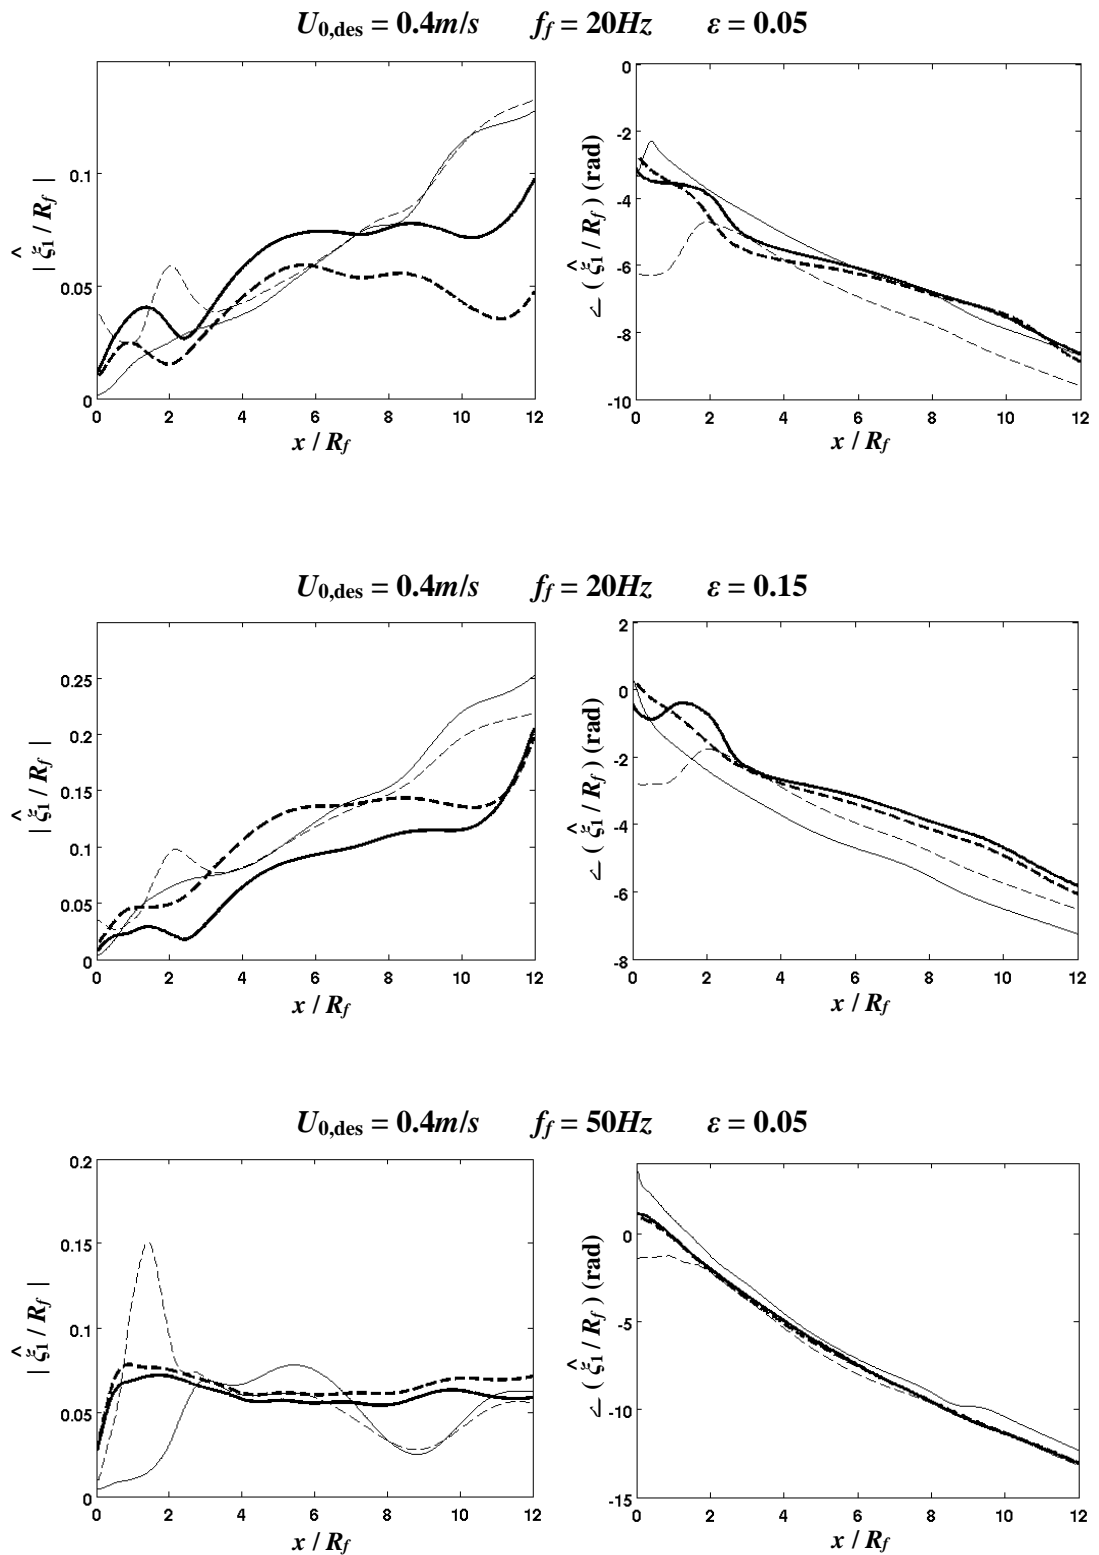 U0,des = 0.4m/s ff = 20Hz ε = 0.05
| ξ̂1 / Rf |
0.1
0.05
0
0 2 4 6 8 10 12
x / Rf
∠ ( ξ̂1 / Rf ) (rad)
0
-2
-4
-6
-8
-10
0 2 4 6 8 10 12
x / Rf
U0,des = 0.4m/s ff = 20Hz ε = 0.15
| ξ̂1 / Rf |
0.25
0.2
0.15
0.1
0.05
0
0 2 4 6 8 10 12
x / Rf
∠ ( ξ̂1 / Rf ) (rad)
2
0
-2
-4
-6
-8
0 2 4 6 8 10 12
x / Rf
U0,des = 0.4m/s ff = 50Hz ε = 0.05
| ξ̂1 / Rf |
0.2
0.15
0.1
0.05
0
0 2 4 6 8 10 12
x / Rf
∠ ( ξ̂1 / Rf ) (rad)
0
-5
-10
-15
0 2 4 6 8 10 12
x / Rf